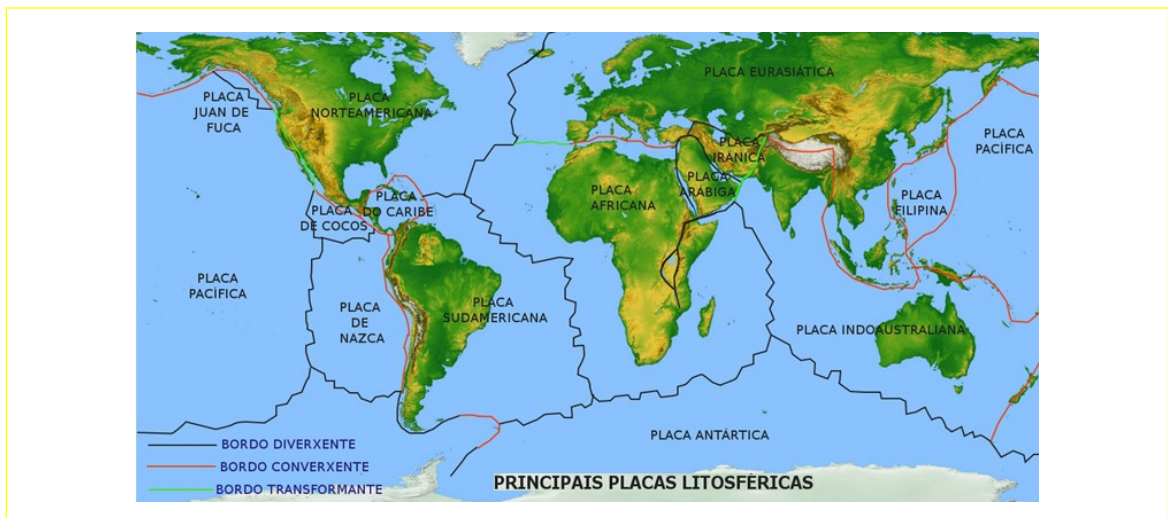 PLACA EURASIÁTICA
PLACA
JUAN DE
FUCA
PLACA
NORTEAMERICANA
PLACA
PACÍFICA
PLACA
IRÁNICA
PLACA
ARÁBIGA
PLACA
AFRICANA
PLACA
FILIPINA
PLACA
DO CARIBE
PLACA
DE COCOS
PLACA
PACÍFICA
PLACA
DE
NAZCA
PLACA
SUDAMERICANA
PLACA INDOAUSTRALIANA
PLACA ANTÁRTICA
BORDO DIVERXENTE
BORDO CONVERXENTE
BORDO TRANSFORMANTE
PRINCIPAIS PLACAS LITOSFÉRICAS